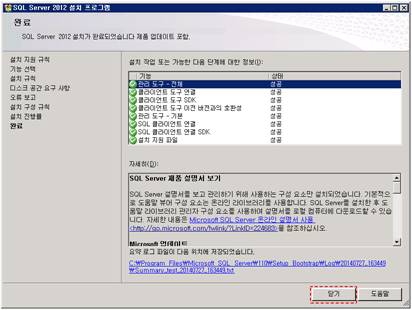 SQL Server 2012 설치 프로그램
완료
SQL Server 2012 설치가 완료되었습니다 제품 업데이트 포함.
설치 지원 규칙
기능 선택
설치 규칙
디스크 공간 요구 사항
오류 보고
설치 구성 규칙
설치 진행률
완료
설치 작업 또는 가능한 다음 단계에 대한 정보(I):
기능 상태
관리 도구 - 전체 성공
클라이언트 도구 연결 성공
클라이언트 도구 SDK 성공
클라이언트 도구 이전 버전과의 호환성 성공
관리 도구 - 기본 성공
SQL 클라이언트 연결 성공
SQL 클라이언트 연결 SDK 성공
설치 지원 파일 성공
자세히(D):
SQL Server 제품 설명서 보기
SQL Server 설명서를 보고 관리하기 위해 사용하는 구성 요소만 설치되었습니다. 기본적으
로 도움말 뷰어 구성 요소는 온라인 라이브러리를 사용합니다. SQL Server를 설치한 후 도
움말 라이브러리 관리자 구성 요소를 사용하여 설명서를 로컬 컴퓨터에 다운로드할 수 있습니
다. 자세한 내용은 Microsoft SQL Server 온라인 설명서 사용
<http://go.microsoft.com/fwlink/?LinkID=224683>를 참조하십시오.
Microsoft 업데이트
요약 로그 파일이 다음 위치에 저장되었습니다.
C:₩Program Files₩Microsoft SQL Server₩110₩Setup Bootstrap₩Log₩20140727_163449
₩Summary_test_20140727_163449.txt
닫기 도움말